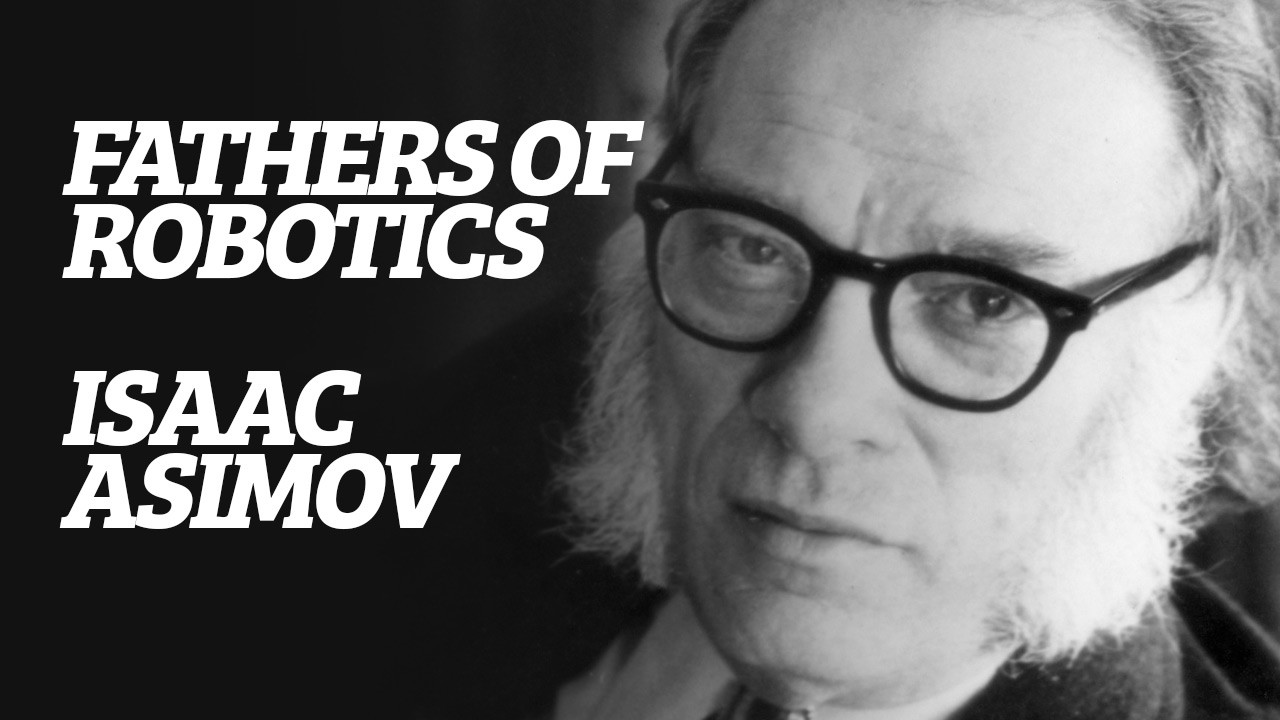 FATHERS OF
ROBOTICS
ISAAC
ASIMOV